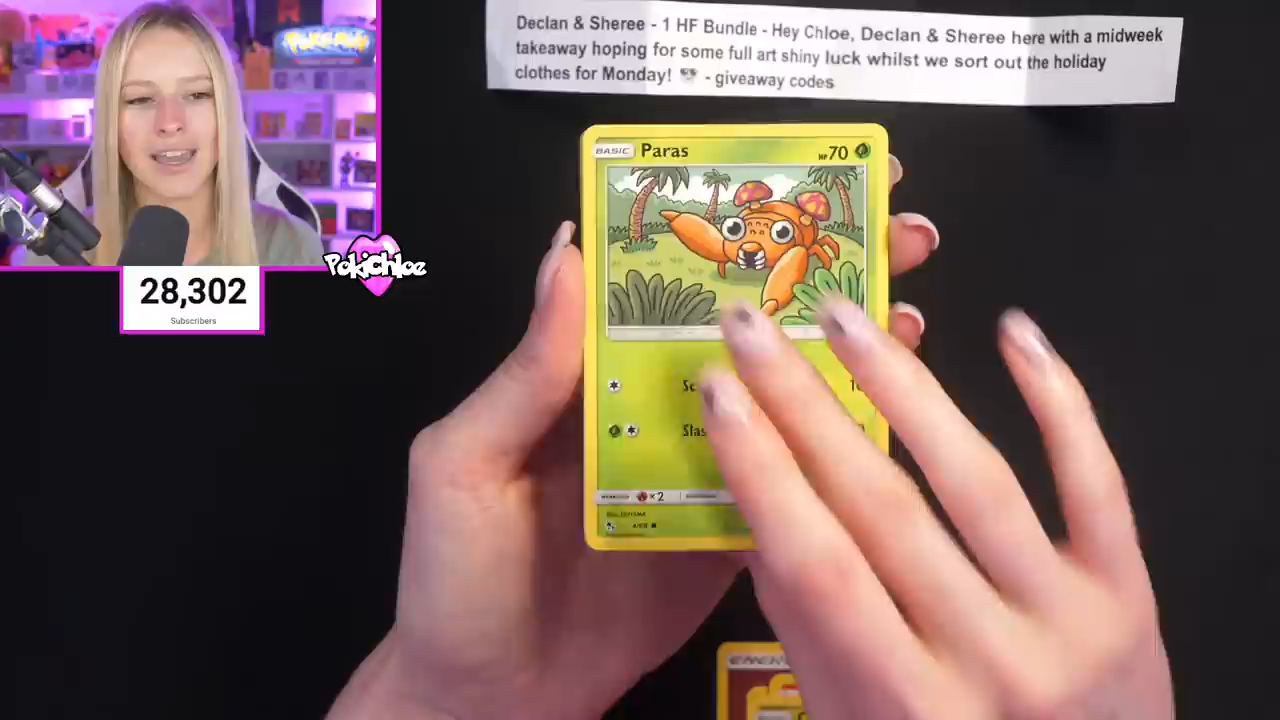 Declan & Sheree - 1 HF Bundle - Hey Chloe, Declan & Sheree here with a midweek
takeaway hoping for some full art shiny luck whilst we sort out the holiday
clothes for Monday! - giveaway codes
BASIC Paras HP70
28,302
Subscribers
PokiChloe
Slas
×2